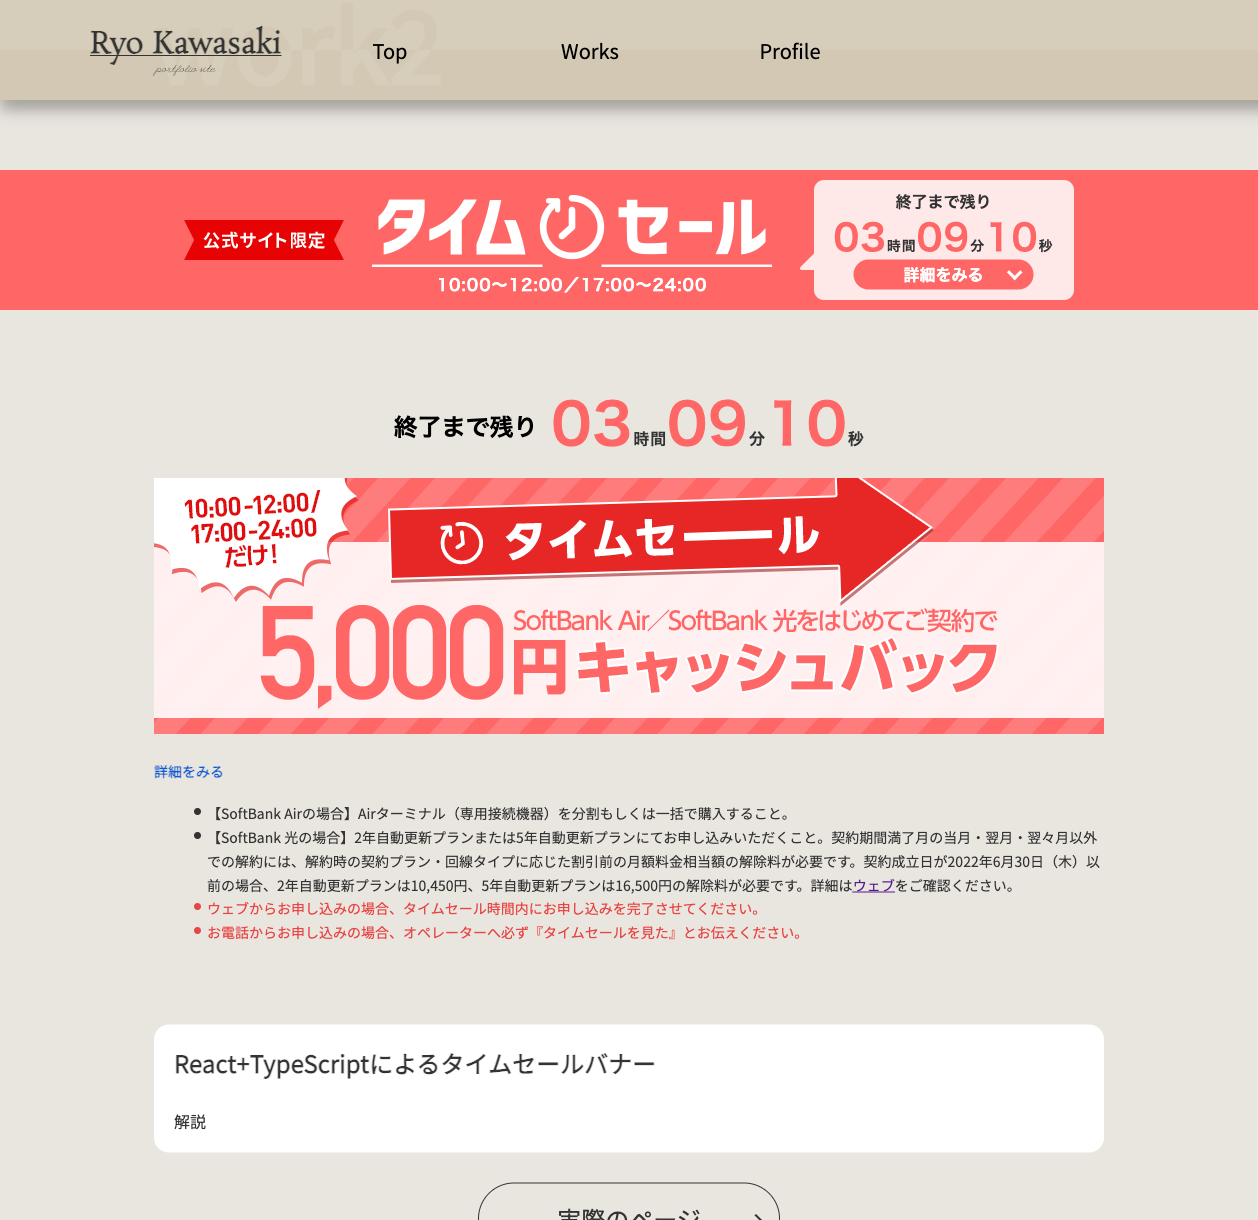 work2
Ryo Kawasaki
portfolio site
Top
Works
Profile
公式サイト限定
タイムセール
10:00〜12:00／17:00〜24:00
終了まで残り
03時間09分10秒
詳細をみる
終了まで残り 03時間09分10秒
10:00-12:00/
17:00-24:00
だけ！
タイムセール
SoftBank Air／SoftBank 光をはじめてご契約で
5,000円キャッシュバック
詳細をみる
【SoftBank Airの場合】Airターミナル（専用接続機器）を分割もしくは一括で購入すること。
【SoftBank 光の場合】2年自動更新プランまたは5年自動更新プランにてお申し込みいただくこと。契約期間満了月の当月・翌月・翌々月以外
での解約には、解約時の契約プラン・回線タイプに応じた割引前の月額料金相当額の解除料が必要です。契約成立日が2022年6月30日（木）以
前の場合、2年自動更新プランは10,450円、5年自動更新プランは16,500円の解除料が必要です。詳細はウェブをご確認ください。
ウェブからお申し込みの場合、タイムセール時間内にお申し込みを完了させてください。
お電話からお申し込みの場合、オペレーターへ必ず『タイムセールを見た』とお伝えください。
React+TypeScriptによるタイムセールバナー
解説
実際のページ